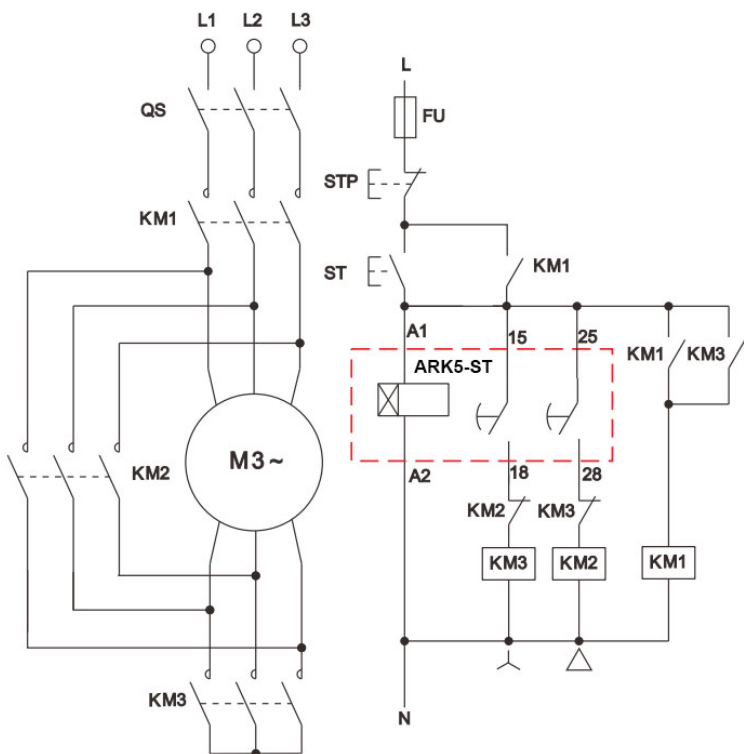 L1 L2 L3
QS
KM1
KM2
M3~
KM3
L
FU
STP
ST
KM1
A1 15 25
ARK5-ST
KM1 KM3
A2 18 28
KM2 KM3
KM3 KM2 KM1
N